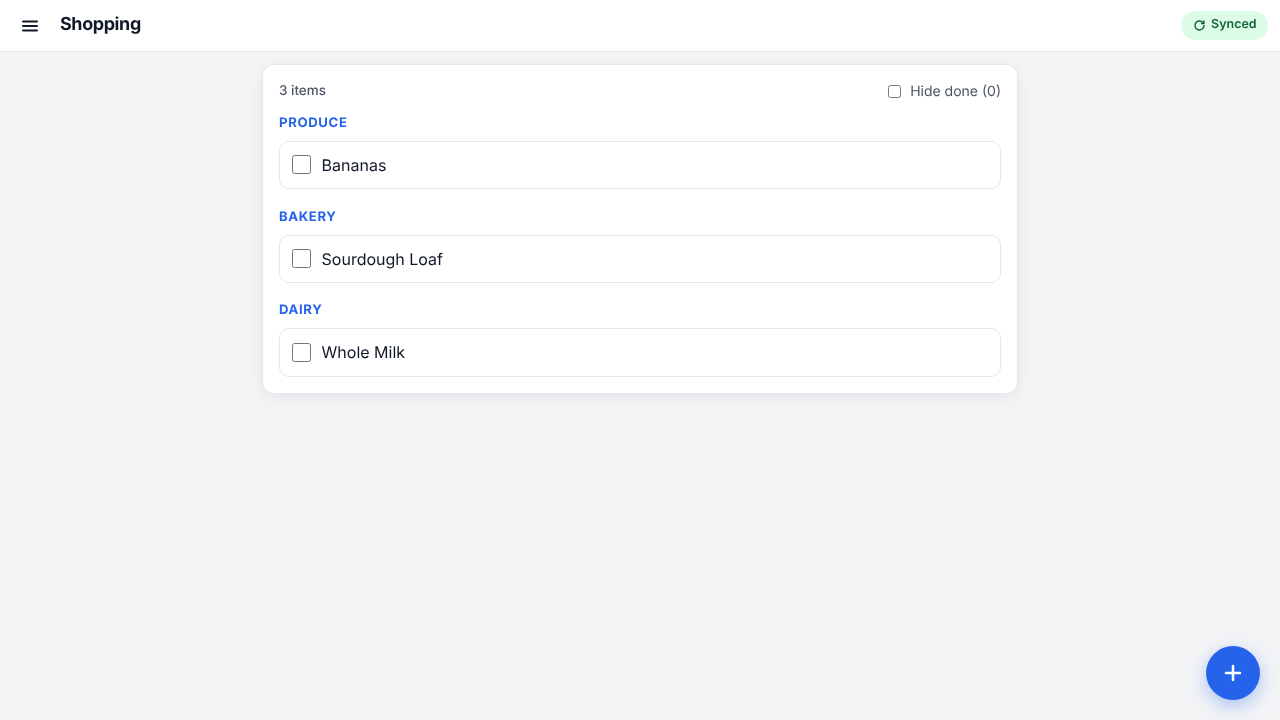 Shopping
Synced
3 items
Hide done (0)
PRODUCE
Bananas
BAKERY
Sourdough Loaf
DAIRY
Whole Milk